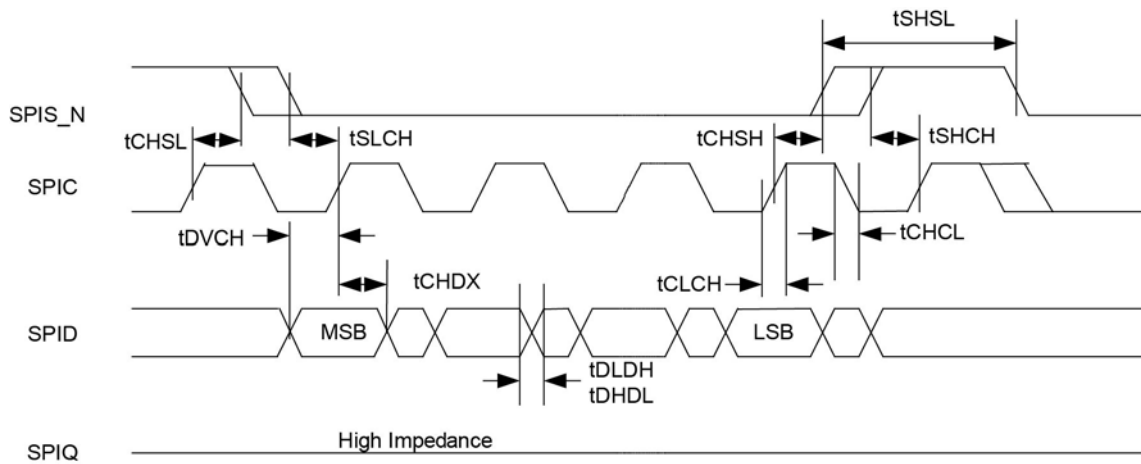 tSHSL
SPIS_N
tCHSL
tSLCH
tCHSH
tSHCH
SPIC
tDVCH
tCHCL
tCHDX
tCLCH
SPID
MSB
LSB
tDLDH
tDHDL
High Impedance
SPIQ